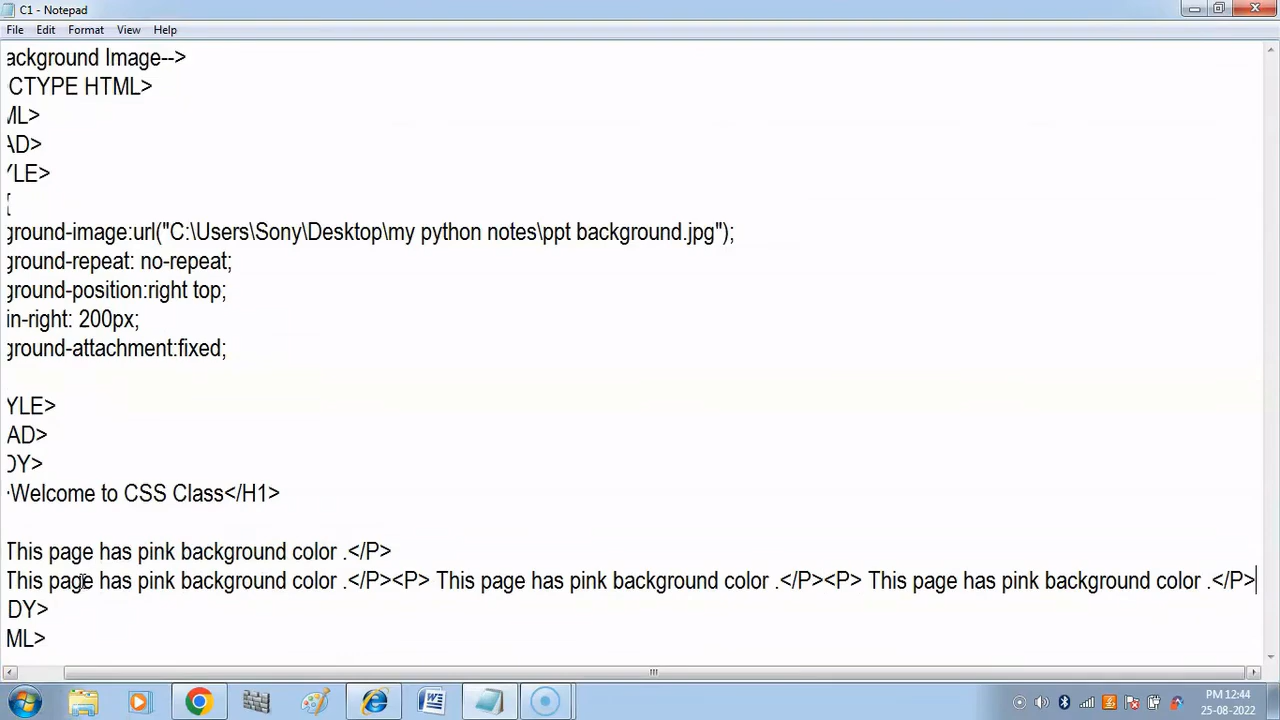 C1 - Notepad
File Edit Format View Help
ackground Image-->
CTYPE HTML>
ML>
AD>
YLE>
{
ground-image:url("C:\Users\Sony\Desktop\my python notes\ppt background.jpg");
ground-repeat: no-repeat;
ground-position:right top;
in-right: 200px;
ground-attachment:fixed;
YLE>
AD>
DY>
Welcome to CSS Class</H1>
This page has pink background color .</P>
This page has pink background color .</P><P> This page has pink background color .</P><P> This page has pink background color .</P>
DY>
ML>
PM 12:44
25-08-2022